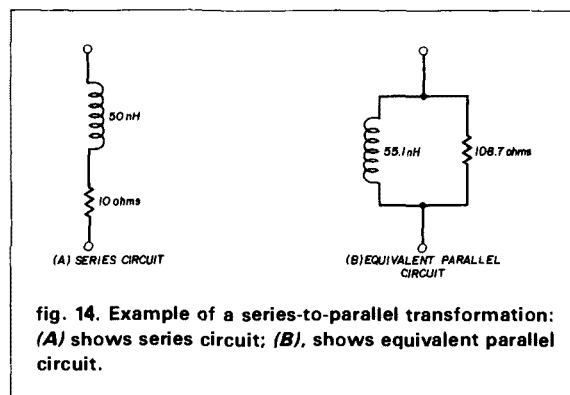 50nH
10 ohms
(A) SERIES CIRCUIT
55.1nH
108.7 ohms
(B) EQUIVALENT PARALLEL
CIRCUIT
fig. 14. Example of a series-to-parallel transformation:
(A) shows series circuit; (B), shows equivalent parallel
circuit.